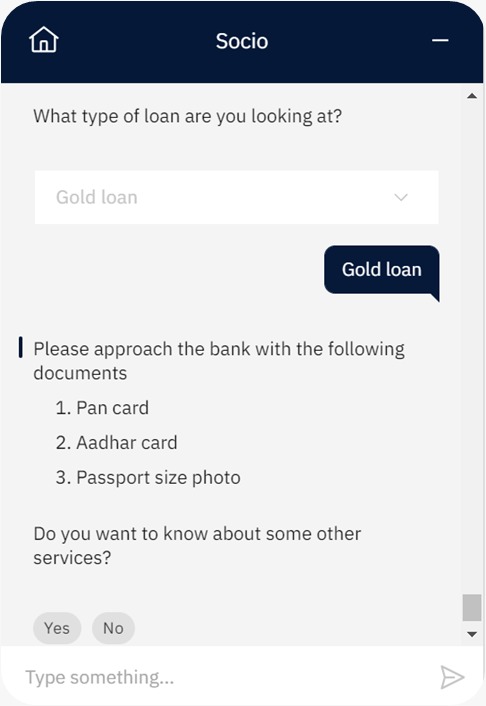 Socio
What type of loan are you looking at?
Gold loan
Gold loan
Please approach the bank with the following
documents
1. Pan card
2. Aadhar card
3. Passport size photo
Do you want to know about some other
services?
Yes No
Type something...